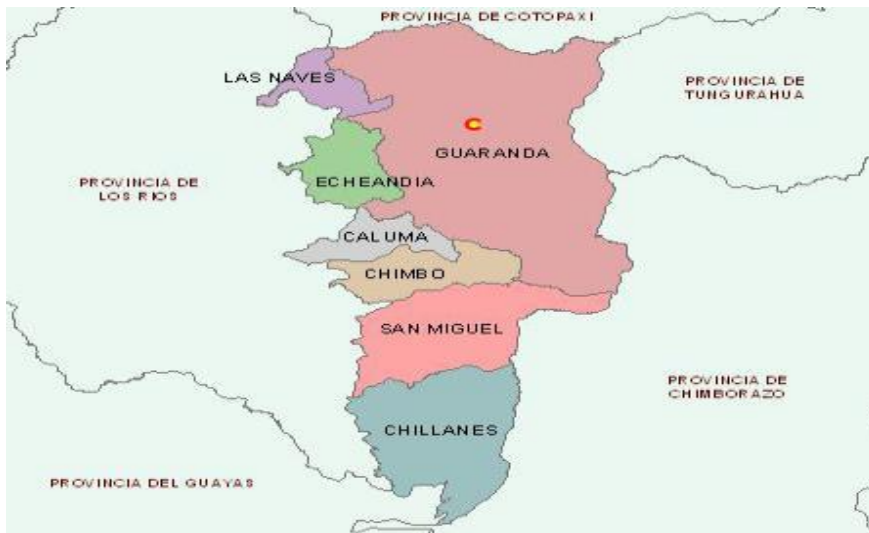 PROVINCIA DE COTOPAXI
LAS NAVES
PROVINCIA DE
TUNGURAHUA
C
GUARANDA
PROVINCIA DE
LOS RIOS
ECHEANDIA
CALUMA
CHIMBO
SAN MIGUEL
PROVINCIA DE
CHIMBORAZO
CHILLANES
PROVINCIA DEL GUAYAS